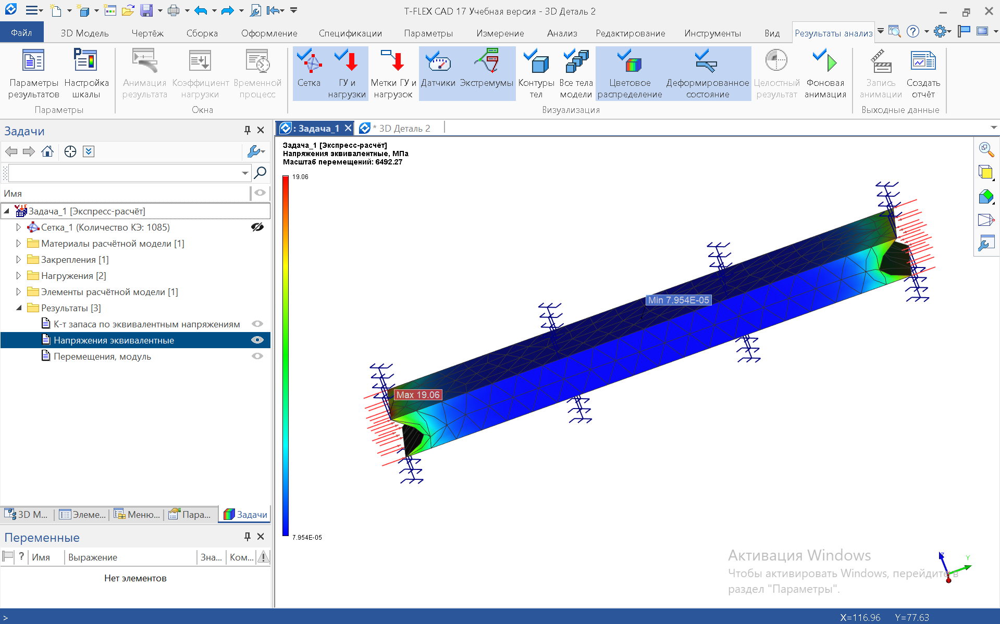 T-FLEX CAD 17 Учебная версия - 3D Деталь 2
Файл
3D Модель
Чертёж
Сборка
Оформление
Спецификации
Параметры
Измерение
Анализ
Редактирование
Инструменты
Вид
Результаты анализ
Параметры результатов
Настройка шкалы
Анимация результата
Коэффициент нагрузки
Временной процесс
Сетка
ГУ и нагрузки
Метки ГУ и нагрузок
Датчики
Экстремумы
Контуры тел
Все тела модели
Цветовое распределение
Деформированное состояние
Целостный результат
Фоновая анимация
Запись анимации
Создать отчёт
Параметры
Окна
Визуализация
Выходные данные
Задачи
Имя
Задача_1 [Экспресс-расчёт]
Сетка_1 (Количество КЭ: 1085)
Материалы расчётной модели [1]
Закрепления [1]
Нагружения [2]
Элементы расчётной модели [1]
Результаты [3]
К-т запаса по эквивалентным напряжениям
Напряжения эквивалентные
Перемещения, модуль
3D М...
Элеме...
Меню...
Пара...
Задачи
Переменные
? Имя Выражение Зна... Ком...
Нет элементов
: Задача_1
* 3D Деталь 2
Задача_1 [Экспресс-расчёт]
Напряжения эквивалентные, МПа
Масштаб перемещений: 6492.27
19.06
7.954E-05
Min 7.954E-05
Max 19.06
Z
Y
Активация Windows
Чтобы активировать Windows, перейдите в
раздел "Параметры".
>
X=116.96 Y=77.63